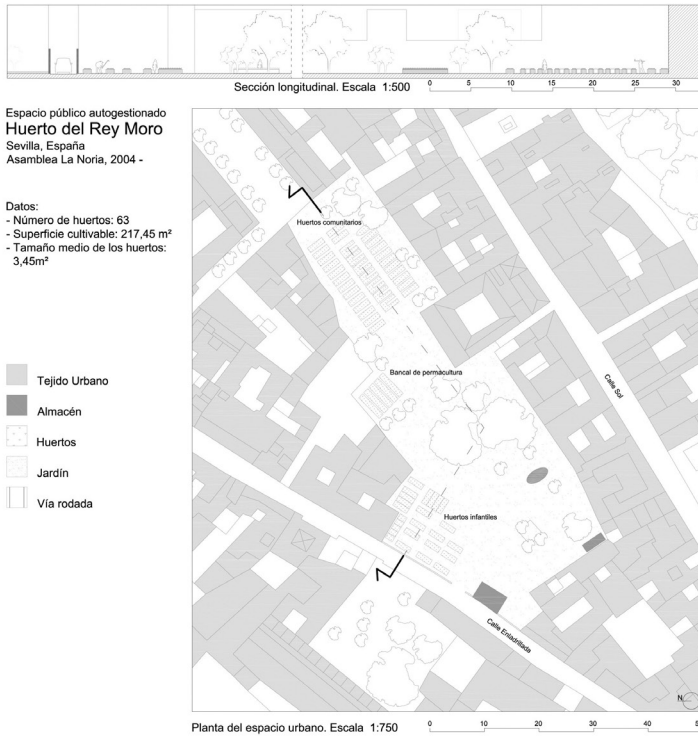 Sección longitudinal. Escala 1:500
0 5 10 15 20 25 30
Espacio público autogestionado
Huerto del Rey Moro
Sevilla, España
Asamblea La Noria, 2004 -
Datos:
- Número de huertos: 63
- Superficie cultivable: 217,45 m²
- Tamaño medio de los huertos:
3,45m²
Tejido Urbano
Almacén
Huertos
Jardín
Vía rodada
Huertos comunitarios
Bancal de permacultura
Calle Sol
Huertos infantiles
Calle Enladrillada
N
Planta del espacio urbano. Escala 1:750
0 10 20 30 40